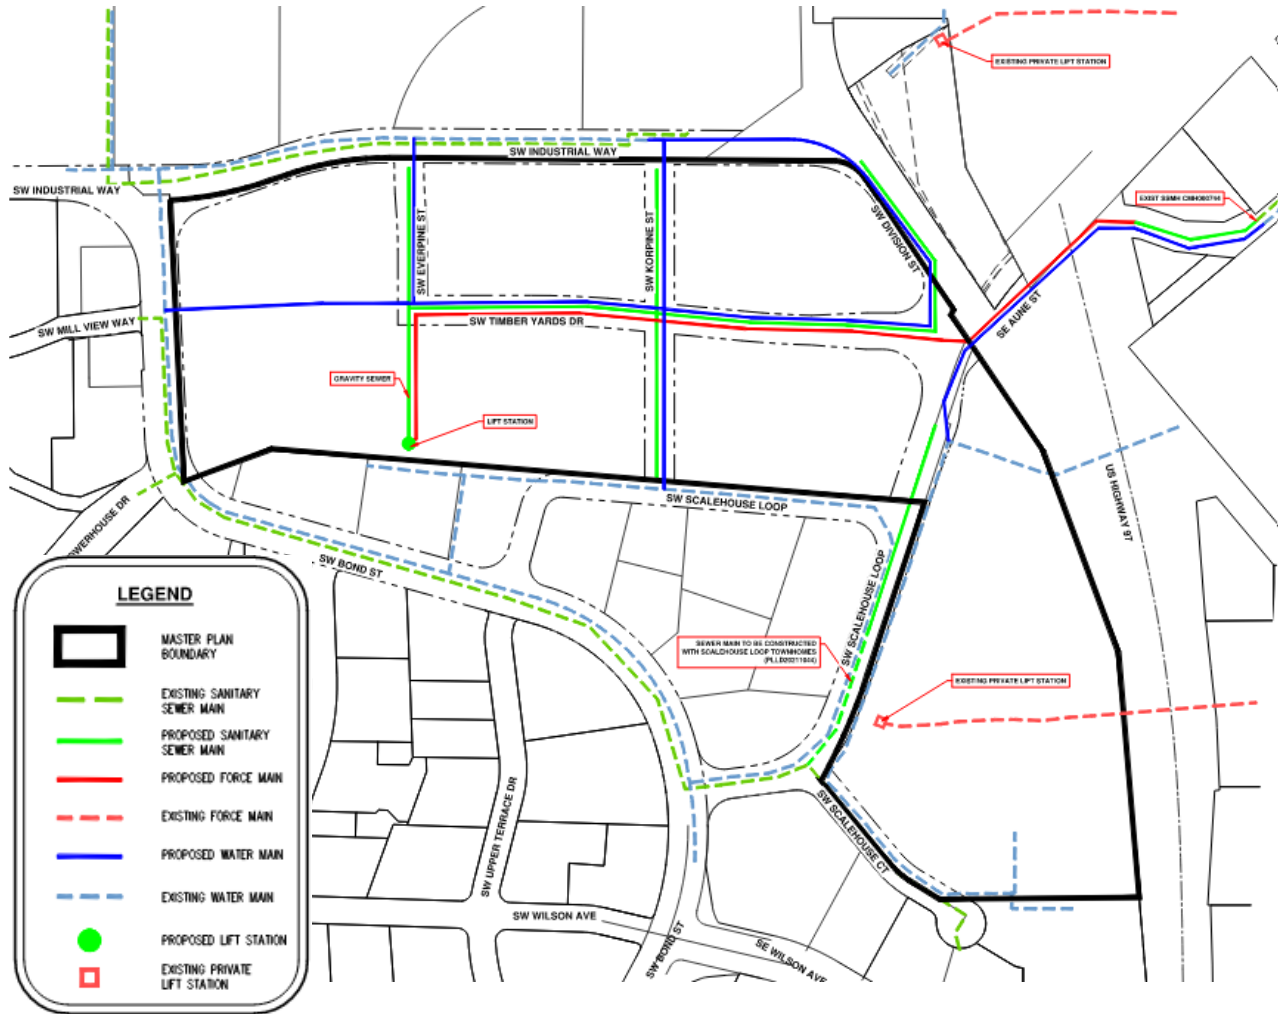 EXISTING PRIVATE LIFT STATION
SW INDUSTRIAL WAY
SW INDUSTRIAL WAY
EXIST SSMH CMH000744
SW EVERPINE ST
SW KORPINE ST
SW DIVISION ST
SE AUNE ST
SW MILL VIEW WAY
SW TIMBER YARDS DR
GRAVITY SEWER
LIFT STATION
US HIGHWAY 97
SW SCALEHOUSE LOOP
OWERHOUSE DR
SW BOND ST
SW SCALEHOUSE LOOP
SEWER MAIN TO BE CONSTRUCTED
WITH SCALEHOUSE LOOP TOWNHOMES
(PLLD20211044)
EXISTING PRIVATE LIFT STATION
SW UPPER TERRACE DR
SW SCALEHOUSE CT
SW WILSON AVE
SW BOND ST
SE WILSON AVE
LEGEND
MASTER PLAN
BOUNDARY
EXISTING SANITARY
SEWER MAIN
PROPOSED SANITARY
SEWER MAIN
PROPOSED FORCE MAIN
EXISTING FORCE MAIN
PROPOSED WATER MAIN
EXISTING WATER MAIN
PROPOSED LIFT STATION
EXISTING PRIVATE
LIFT STATION